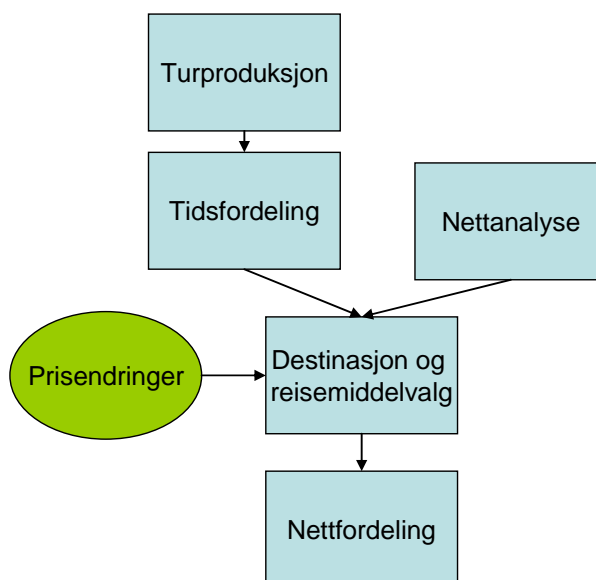 Turproduksjon
Tidsfordeling
Nettanalyse
Prisendringer
Destinasjon og
reisemiddelvalg
Nettfordeling